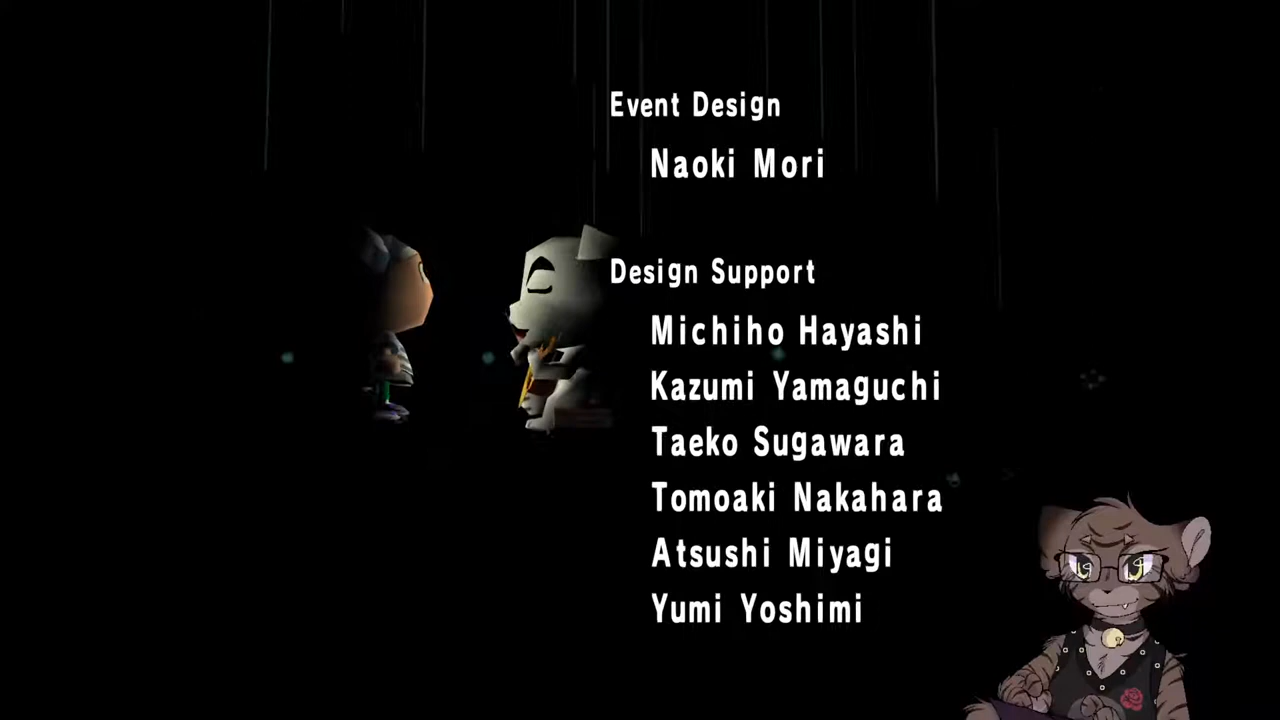 Event Design
Naoki Mori
Design Support
Michiho Hayashi
Kazumi Yamaguchi
Taeko Sugawara
Tomoaki Nakahara
Atsushi Miyagi
Yumi Yoshimi